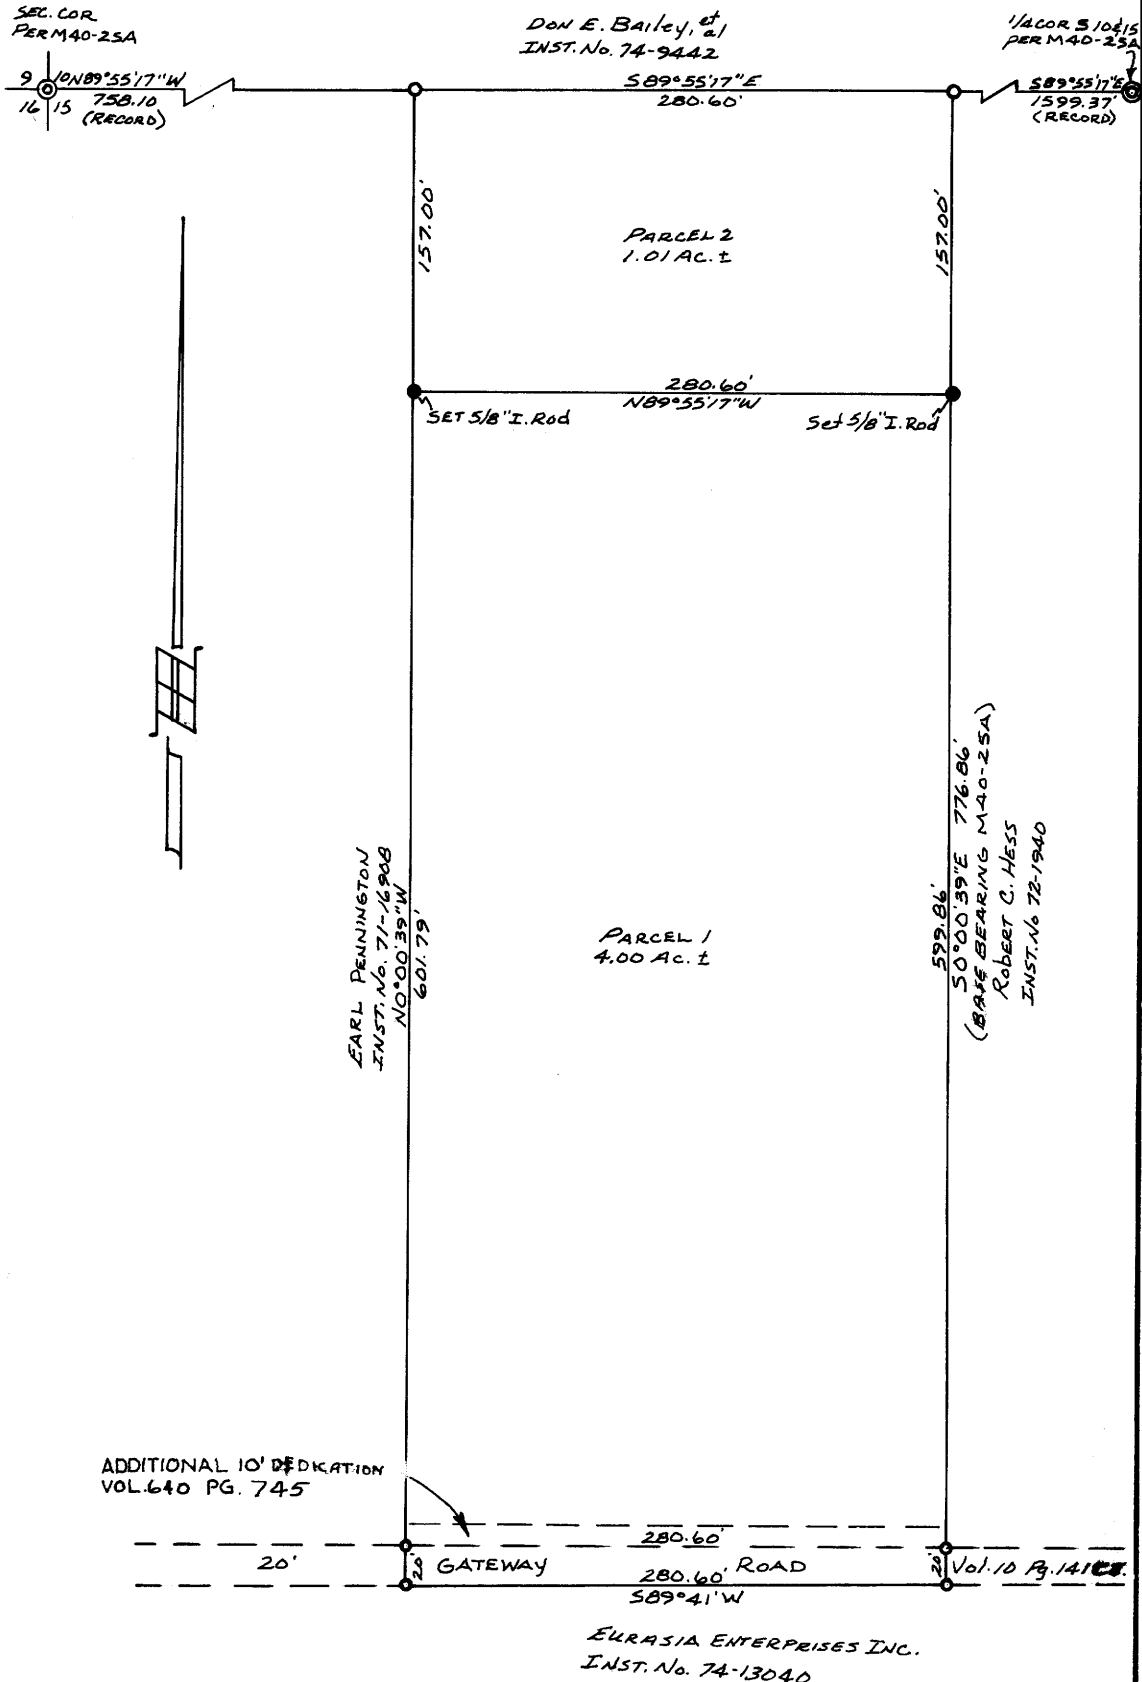 SEC. COR
PER M40-25A
DON E. Bailey, et al
INST. No. 74-9442
1/4 COR S 10&15
PER M40-25A
9 10 N89°55'17"W
16 15 758.10
(RECORD)
S89°55'17"E
280.60'
S89°55'17"E
1599.37'
(RECORD)
157.00'
PARCEL 2
1.01 AC. ±
157.00'
280.60'
N89°55'17"W
SET 5/8" I. Rod
Set 5/8" I. Rod
EARL PENNINGTON
INST. No. 71-16908
N0°00'39"W
601.79'
PARCEL 1
4.00 AC. ±
599.86'
S0°00'39"E 776.86'
(BASE BEARING M40-25A)
ROBERT C. HESS
INST. No 72-1940
ADDITIONAL 10' DEDICATION
VOL. 640 PG. 745
280.60'
20'
20'
GATEWAY ROAD
20'
Vol. 10 Pg. 141
280.60'
S89°41'W
EURASIA ENTERPRISES INC.
INST. No. 74-13040